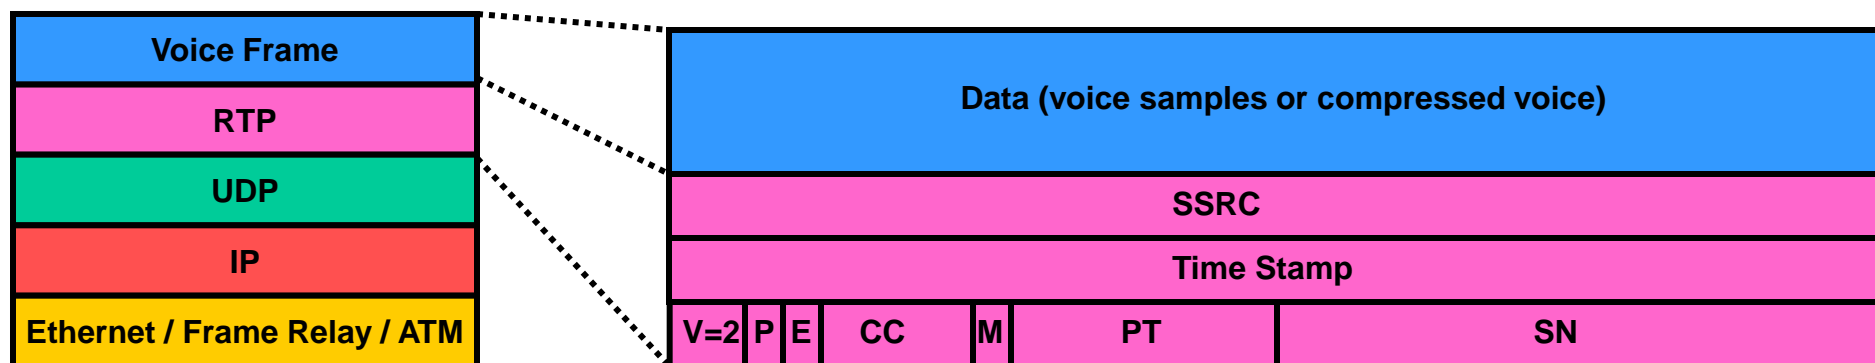 Voice Frame
RTP
UDP
IP
Ethernet / Frame Relay / ATM
Data (voice samples or compressed voice)
SSRC
Time Stamp
V=2 P E CC M PT SN